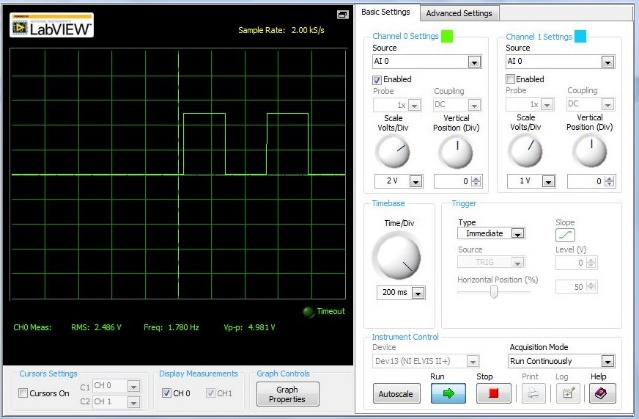 POWERED BY
NATIONAL INSTRUMENTS
LabVIEW
Sample Rate: 2.00 kS/s
Timeout
CH0 Meas: RMS: 2.486 V Freq: 1.780 Hz Vp-p: 4.981 V
Cursors Settings
Cursors On
C1 CH 0
C2 CH 1
Display Measurements
CH 0 CH1
Graph Controls
Graph
Properties
Basic Settings Advanced Settings
Channel 0 Settings
Source
AI 0
Enabled
Probe Coupling
1x DC
Scale Vertical
Volts/Div Position (Div)
2 V 0
Channel 1 Settings
Source
AI 0
Enabled
Probe Coupling
1x DC
Scale Vertical
Volts/Div Position (Div)
1 V 0
Timebase
Time/Div
200 ms
Trigger
Type Slope
Immediate
Source Level (V)
TRIG 0
Horizontal Position (%)
50
Instrument Control
Device Acquisition Mode
Dev13 (NI ELVIS II+) Run Continuously
Run Stop Print Log Help
Autoscale